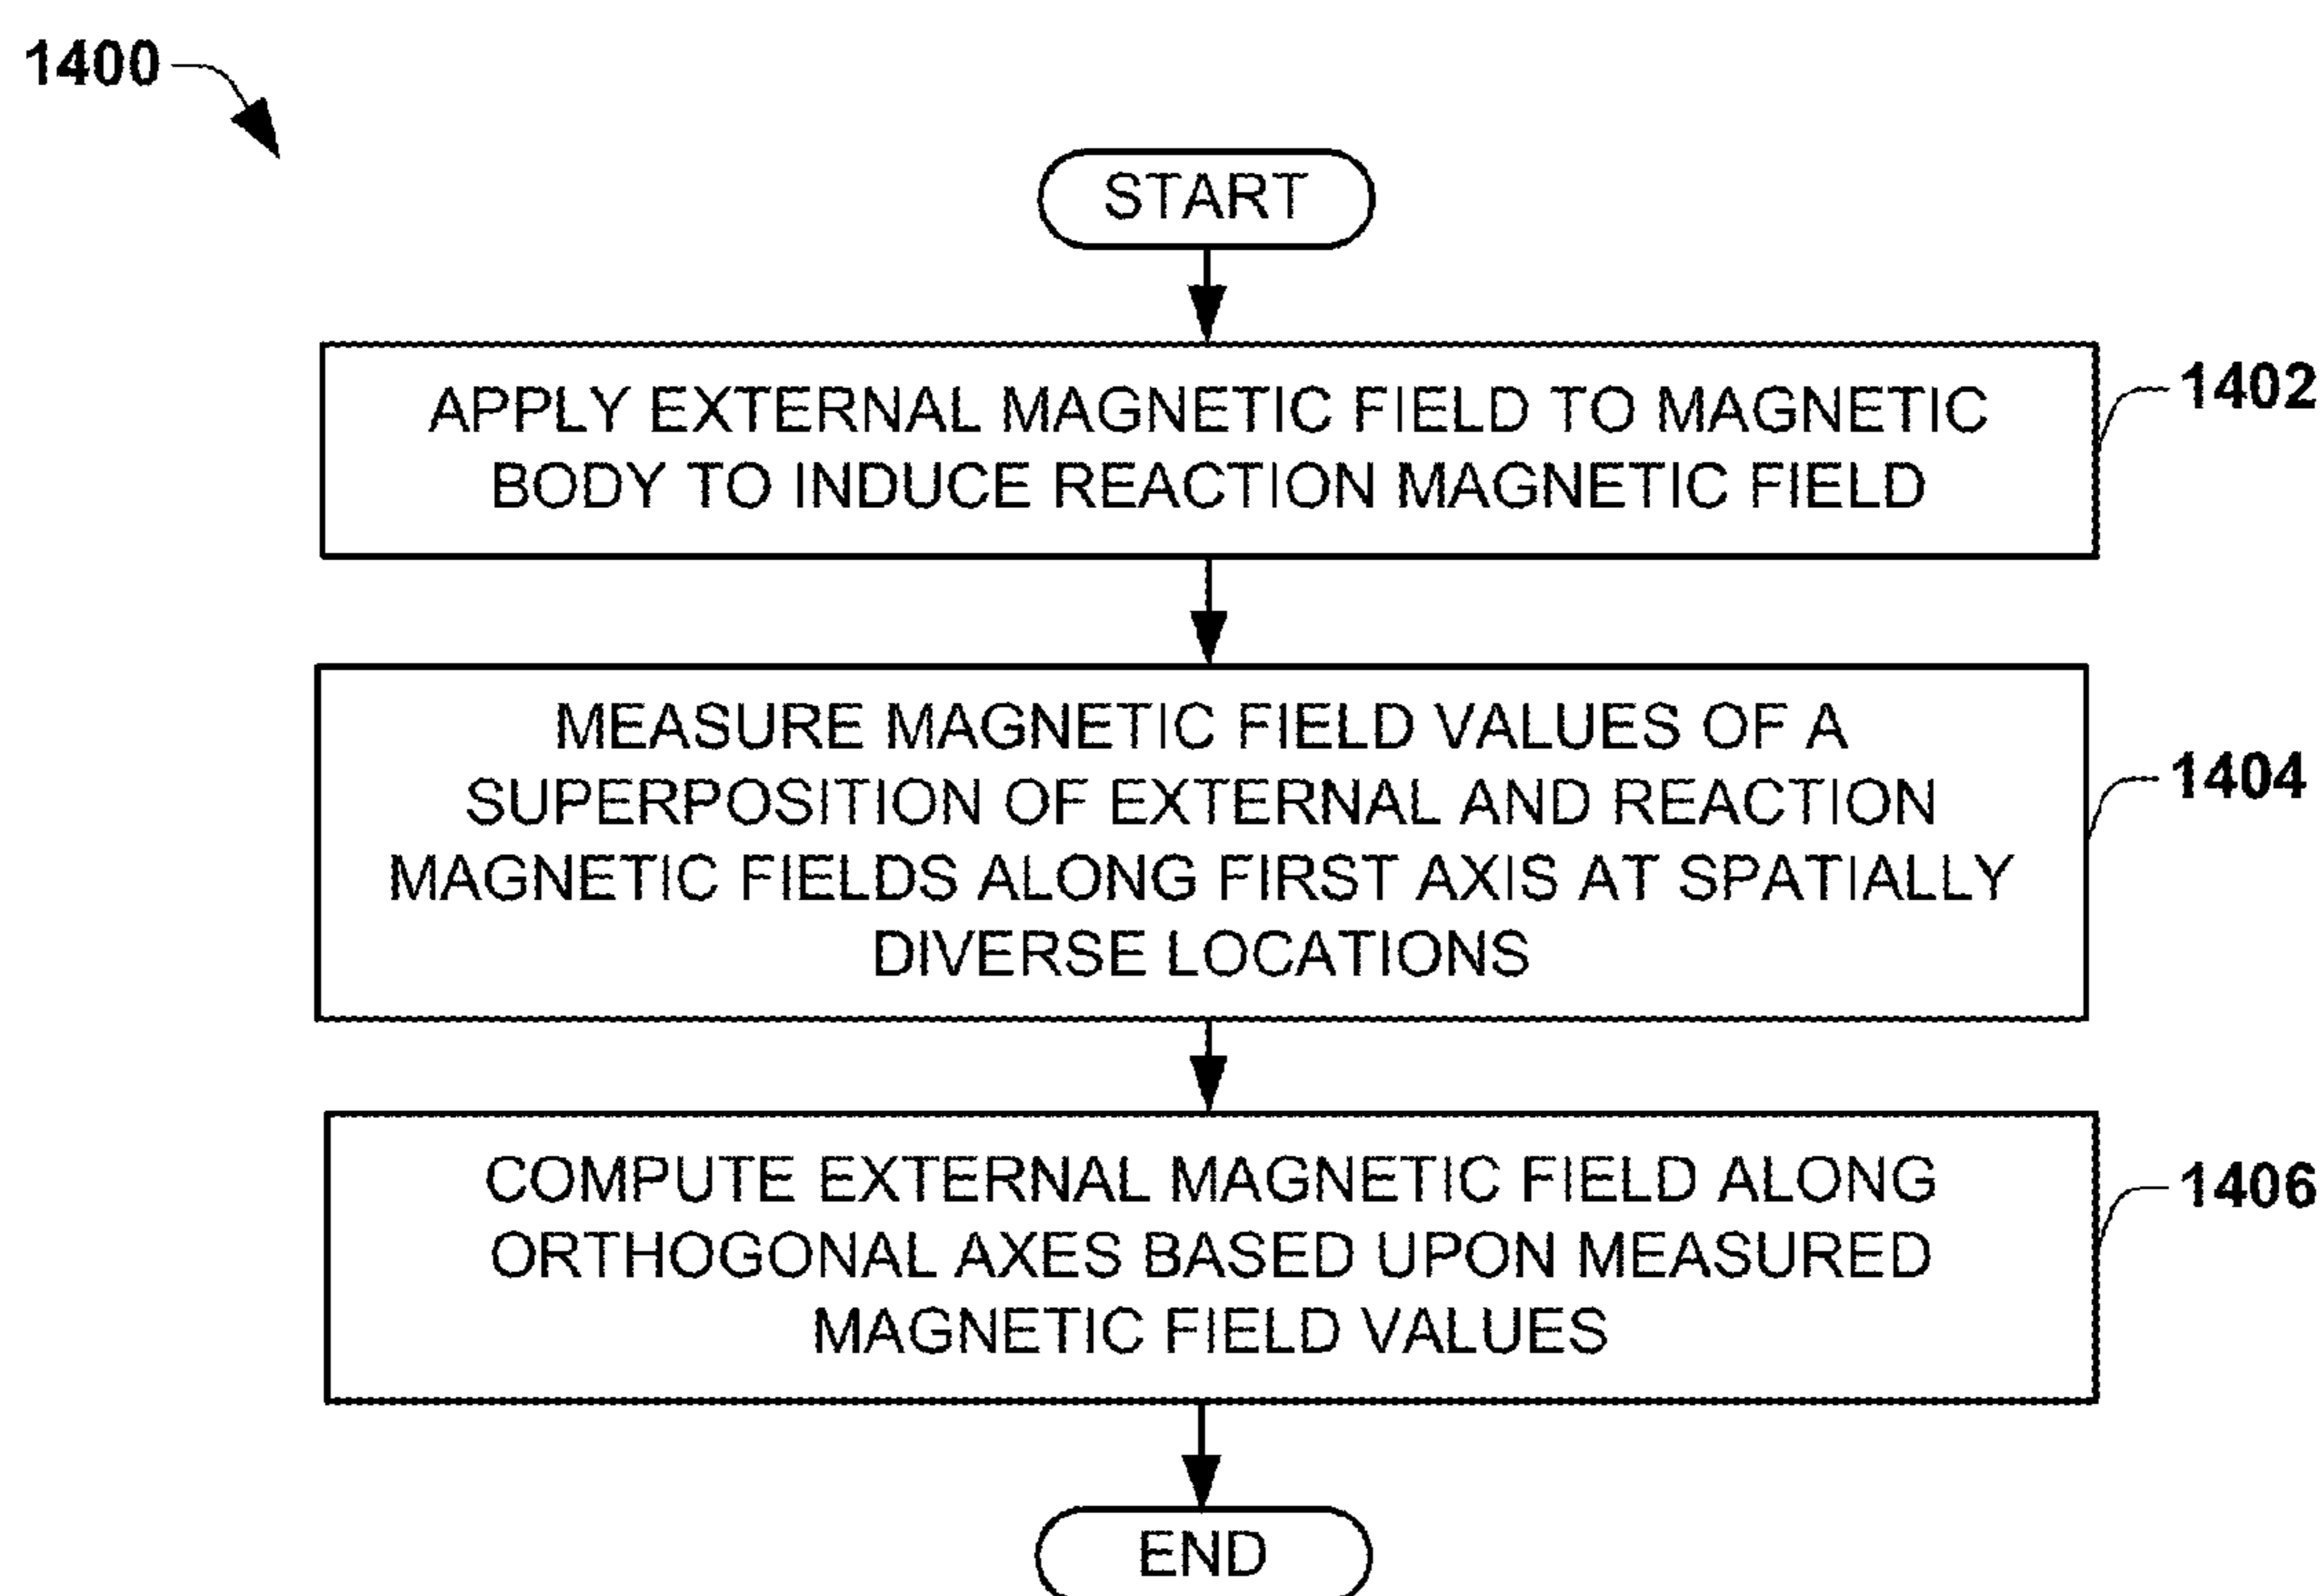 1400
START
APPLY EXTERNAL MAGNETIC FIELD TO MAGNETIC
BODY TO INDUCE REACTION MAGNETIC FIELD
1402
MEASURE MAGNETIC FIELD VALUES OF A
SUPERPOSITION OF EXTERNAL AND REACTION
MAGNETIC FIELDS ALONG FIRST AXIS AT SPATIALLY
DIVERSE LOCATIONS
1404
COMPUTE EXTERNAL MAGNETIC FIELD ALONG
ORTHOGONAL AXES BASED UPON MEASURED
MAGNETIC FIELD VALUES
1406
END